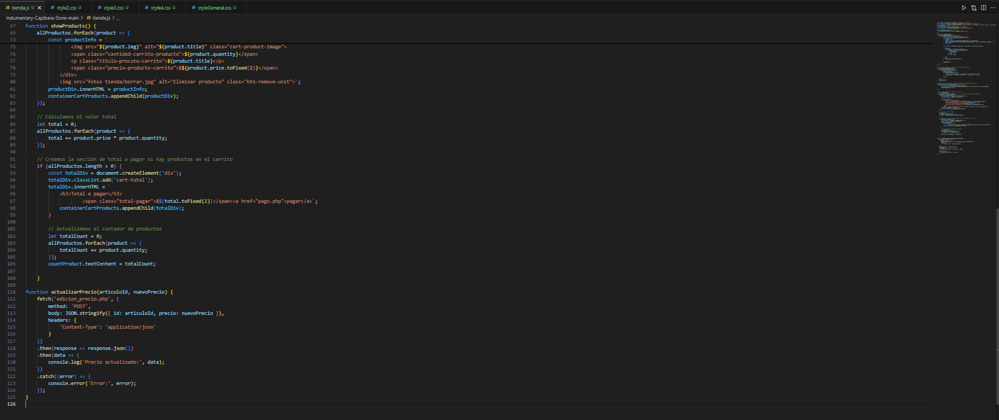 JS tienda.js U × # style2.css U # style3.css U # style4.css U # styleGeneral.css U
Indumentary-Capibara-Store-main > JS tienda.js > ...
67 function showProducts() {
69 allProductos.forEach(product => {
73 const productInfo = `
75 <img src="${product.img}" alt="${product.title}" class="cart-product-image">
76 <span class="cantidad-carrito-producto">${product.quantity}</span>
77 <p class="titulo-procuto-carrito">${product.title}</p>
78 <span class="precio-producto-carrito">$${product.price.toFixed(2)}</span>
79 </div>
80 <img src="fotos tienda/borrar.jpg" alt="Eliminar producto" class="btn-remove-unit">`;
81 productDiv.innerHTML = productInfo;
82 containerCartProducts.appendChild(productDiv);
83 });
84
85 // Calculamos el valor total
86 let total = 0;
87 allProductos.forEach(product => {
88 total += product.price * product.quantity;
89 });
90
91 // Creamos la sección de total a pagar si hay productos en el carrito
92 if (allProductos.length > 0) {
93 const totalDiv = document.createElement('div');
94 totalDiv.classList.add('cart-total');
95 totalDiv.innerHTML = `
96 <h3>Total a pagar</h3>
97 <span class="total-pagar">$${total.toFixed(2)}</span><a href="pago.php">pagar</a>`;
98 containerCartProducts.appendChild(totalDiv);
99 }
100
101 // Actualizamos el contador de productos
102 let totalCount = 0;
103 allProductos.forEach(product => {
104 totalCount += product.quantity;
105 });
106 countProduct.textContent = totalCount;
107
108 }
109
110 function actualizarPrecio(articuloId, nuevoPrecio) {
111 fetch('edicion_precio.php', {
112 method: 'POST',
113 body: JSON.stringify({ id: articuloId, precio: nuevoPrecio }),
114 headers: {
115 'Content-Type': 'application/json'
116 }
117 })
118 .then(response => response.json())
119 .then(data => {
120 console.log('Precio actualizado:', data);
121 })
122 .catch((error) => {
123 console.error('Error:', error);
124 });
125 }
126